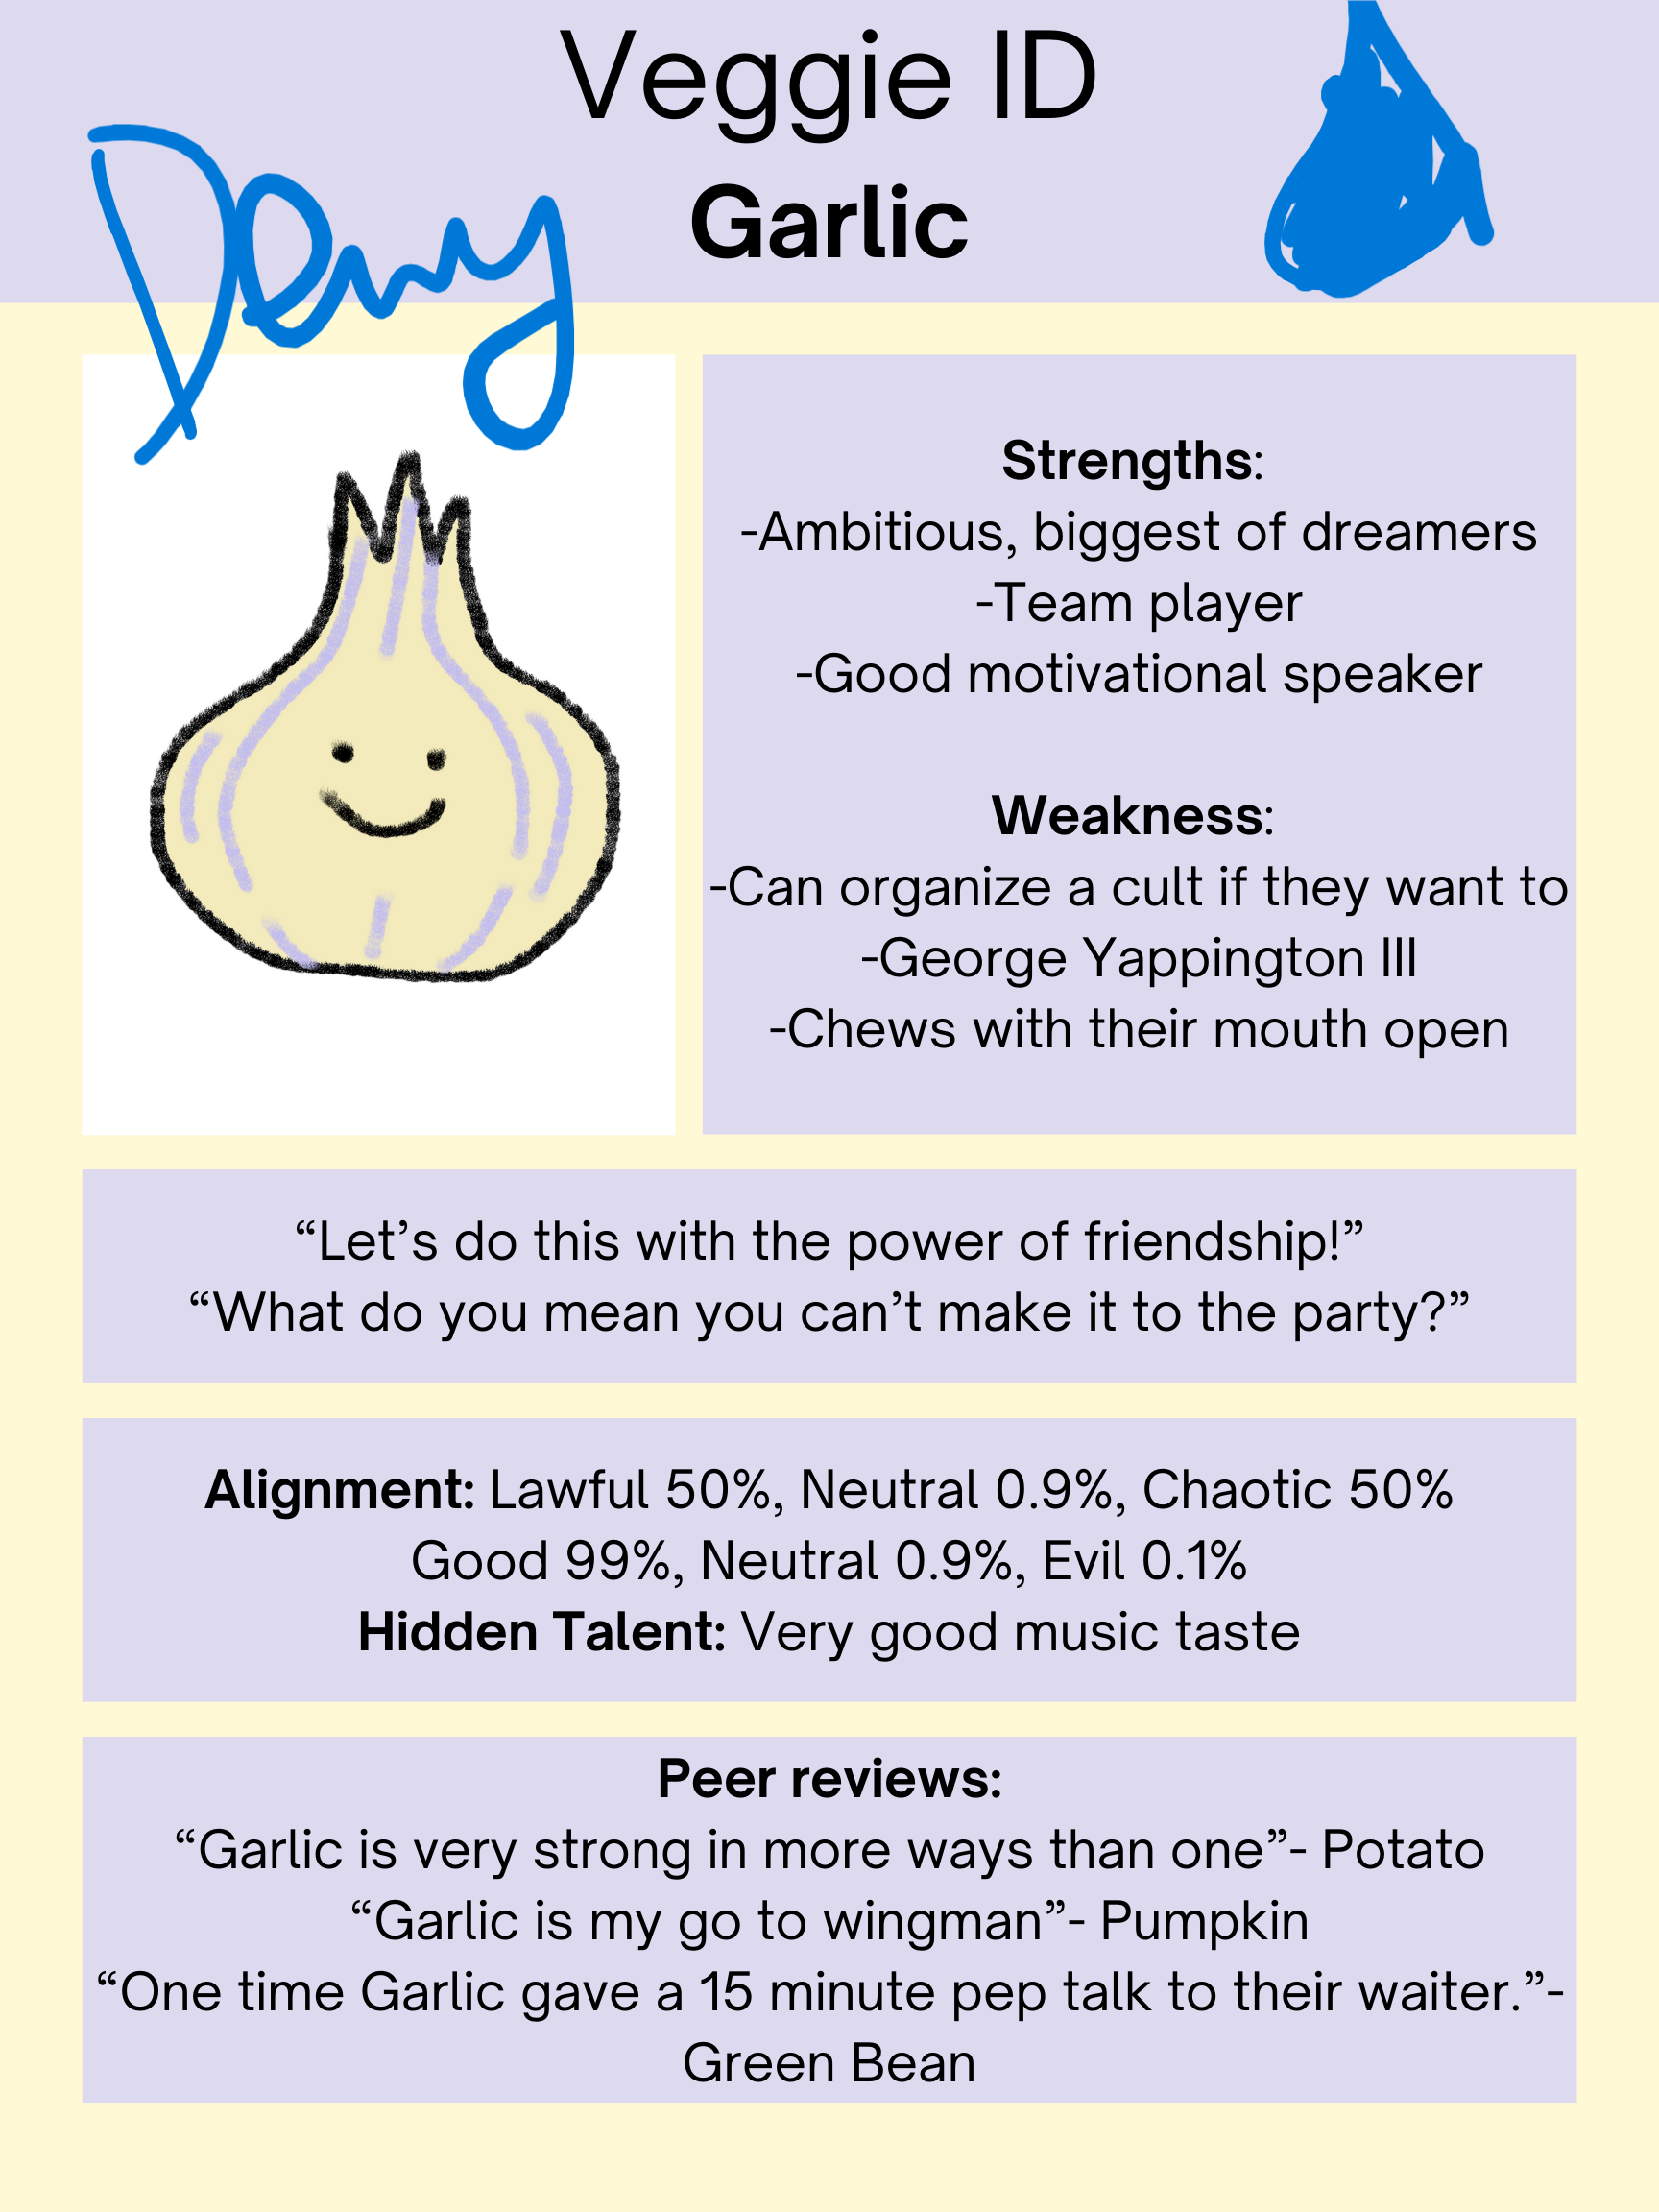 Veggie ID
Garlic
Strengths:
-Ambitious, biggest of dreamers
-Team player
-Good motivational speaker
Weakness:
-Can organize a cult if they want to
-George Yappington III
-Chews with their mouth open
“Let’s do this with the power of friendship!”
“What do you mean you can’t make it to the party?”
Alignment: Lawful 50%, Neutral 0.9%, Chaotic 50%
Good 99%, Neutral 0.9%, Evil 0.1%
Hidden Talent: Very good music taste
Peer reviews:
“Garlic is very strong in more ways than one”- Potato
“Garlic is my go to wingman”- Pumpkin
“One time Garlic gave a 15 minute pep talk to their waiter.”-
Green Bean